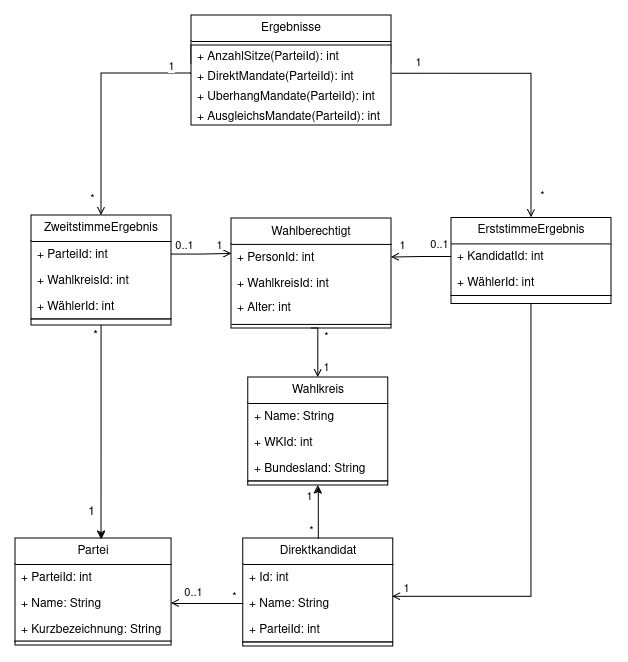 Ergebnisse
+ AnzahlSitze(ParteiId): int
+ DirektMandate(ParteiId): int
+ UberhangMandate(ParteiId): int
+ AusgleichsMandate(ParteiId): int
1
1
*
*
ZweitstimmeErgebnis
+ ParteiId: int
+ WahlkreisId: int
+ WählerId: int
0..1
1
Wahlberechtigt
+ PersonId: int
+ WahlkreisId: int
+ Alter: int
1
0..1
ErststimmeErgebnis
+ KandidatId: int
+ WählerId: int
*
*
1
Wahlkreis
+ Name: String
+ WKId: int
+ Bundesland: String
1
1
*
Partei
+ ParteiId: int
+ Name: String
+ Kurzbezeichnung: String
0..1
*
Direktkandidat
+ Id: int
+ Name: String
+ ParteiId: int
1